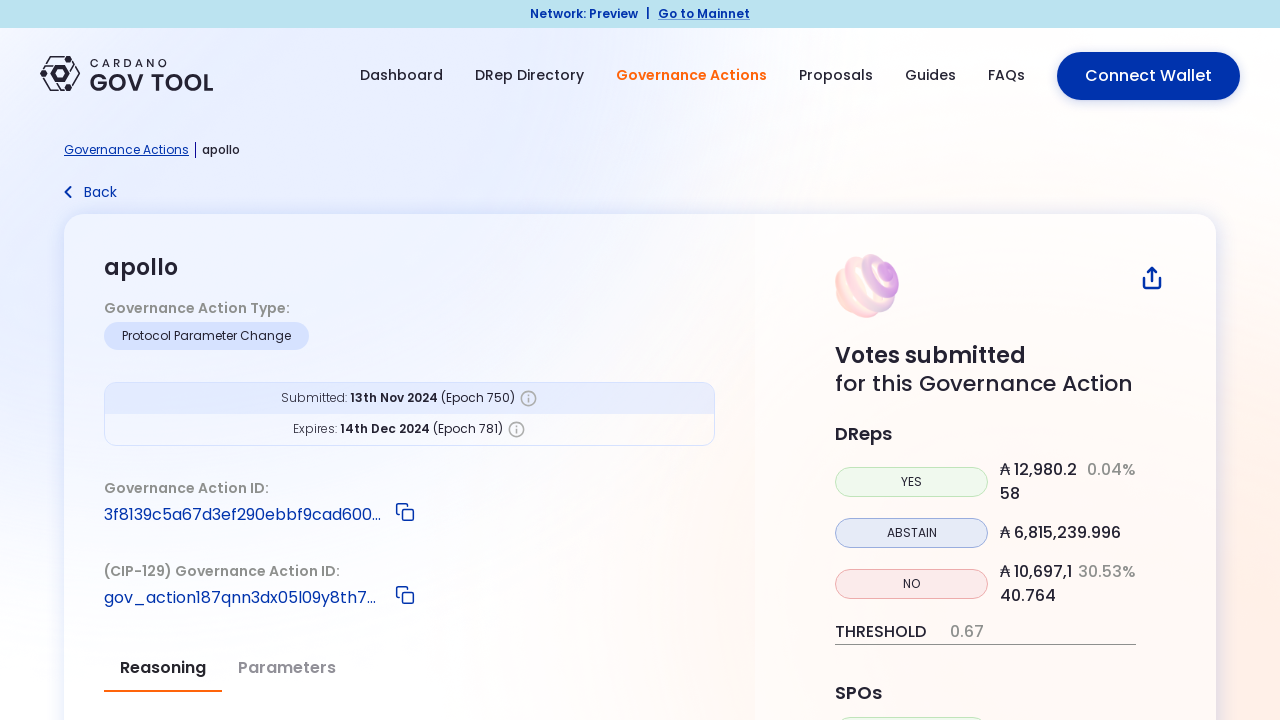 Network: Preview | Go to Mainnet
CARDANO
GOV TOOL
Dashboard DRep Directory Governance Actions Proposals Guides FAQs Connect Wallet
Governance Actions | apollo
Back
apollo
Governance Action Type:
Protocol Parameter Change
Submitted: 13th Nov 2024 (Epoch 750)
Expires: 14th Dec 2024 (Epoch 781)
Governance Action ID:
3f8139c5a67d3ef290ebbf9cad600...
(CIP-129) Governance Action ID:
gov_action187qnn3dx05l09y8th7...
Reasoning Parameters
Votes submitted
for this Governance Action
DReps
YES ₳ 12,980.2 0.04%
58
ABSTAIN ₳ 6,815,239.996
NO ₳ 10,697,1 30.53%
40.764
THRESHOLD 0.67
SPOs